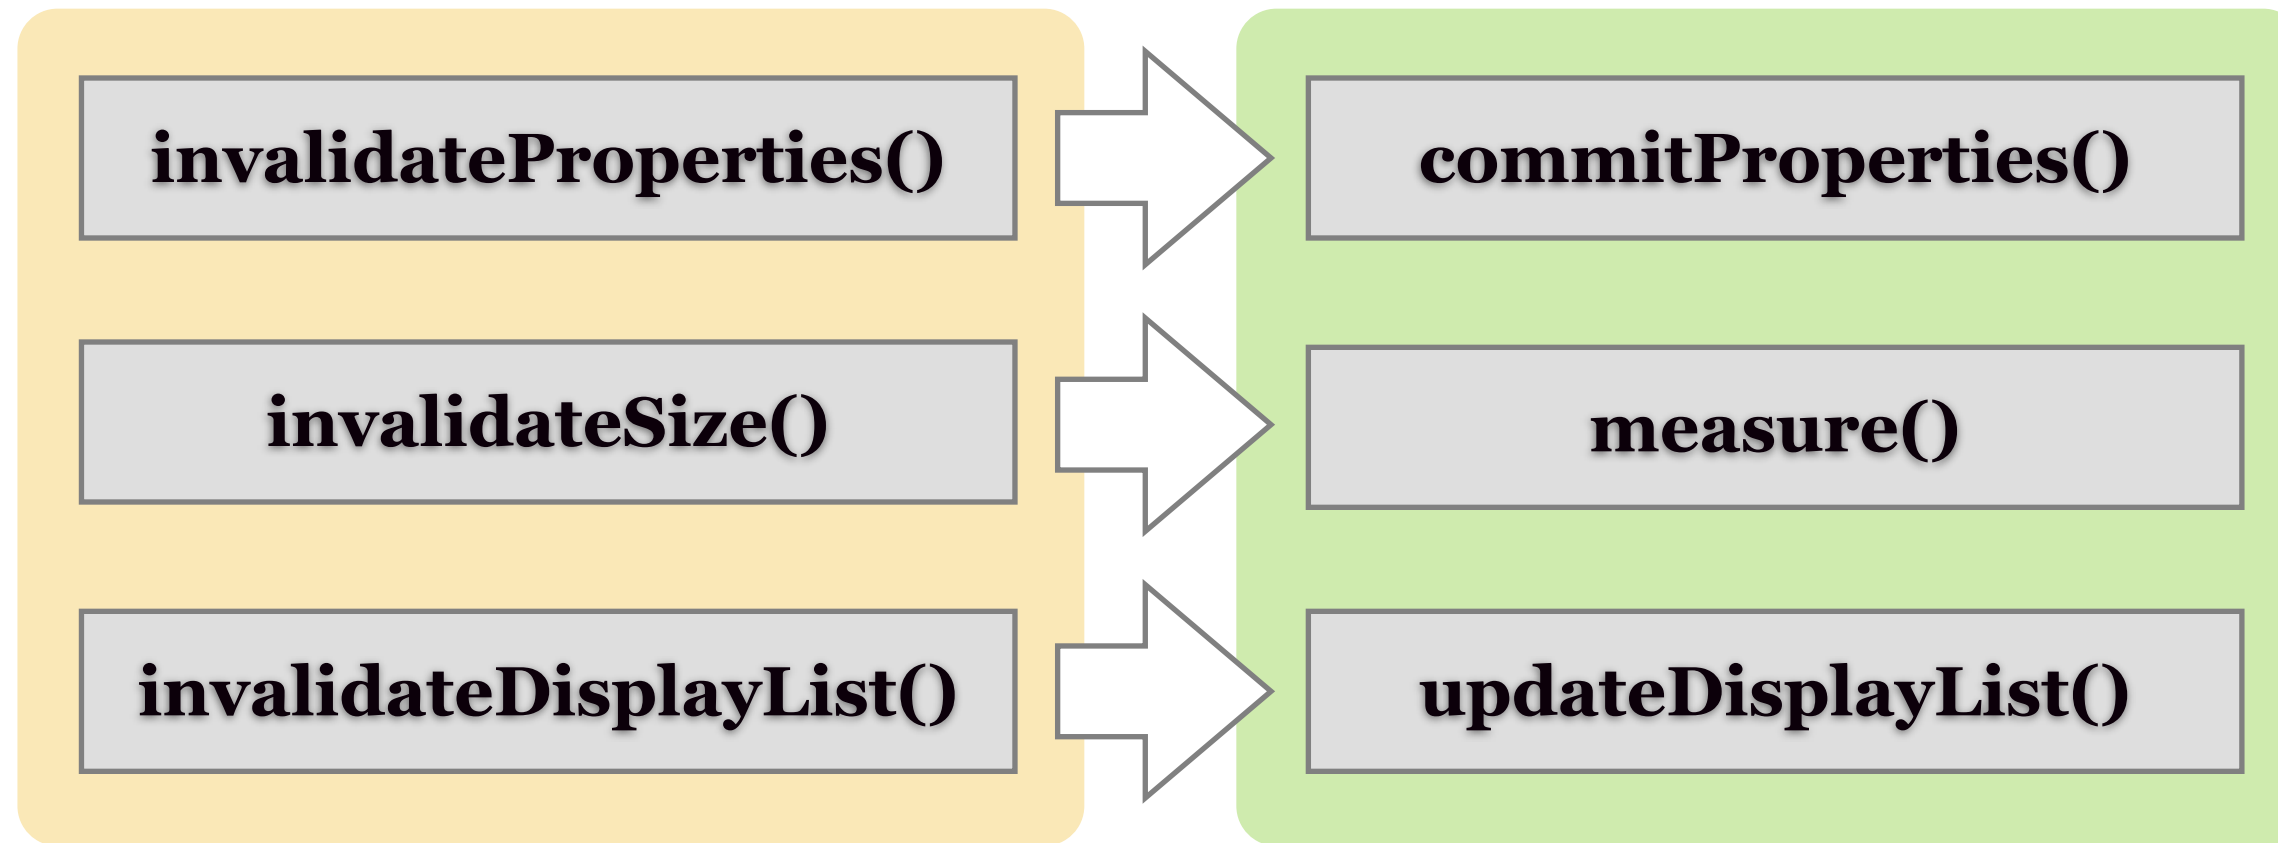 invalidateProperties()
commitProperties()
invalidateSize()
measure()
invalidateDisplayList()
updateDisplayList()